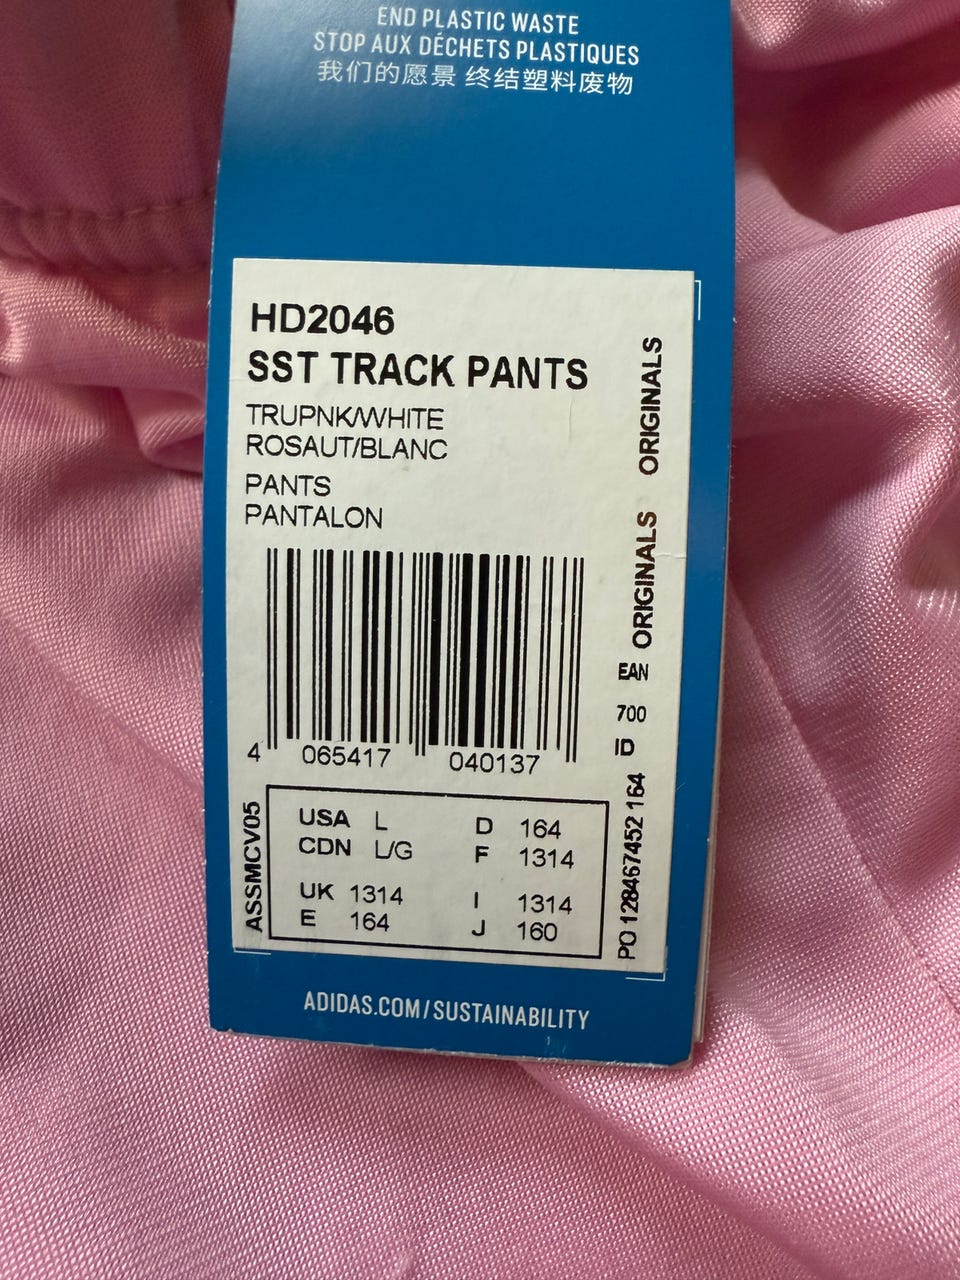 END PLASTIC WASTE
STOP AUX DÉCHETS PLASTIQUES
我们的愿景 终结塑料废物
HD2046
SST TRACK PANTS
TRUPNK/WHITE
ROSAUT/BLANC
PANTS
PANTALON
4 065417 040137
ORIGINALS ORIGINALS
EAN
700
ID
PO 128467452 164
ASSMCV05
USA L D 164
CDN L/G F 1314
UK 1314 I 1314
E 164 J 160
ADIDAS.COM/SUSTAINABILITY